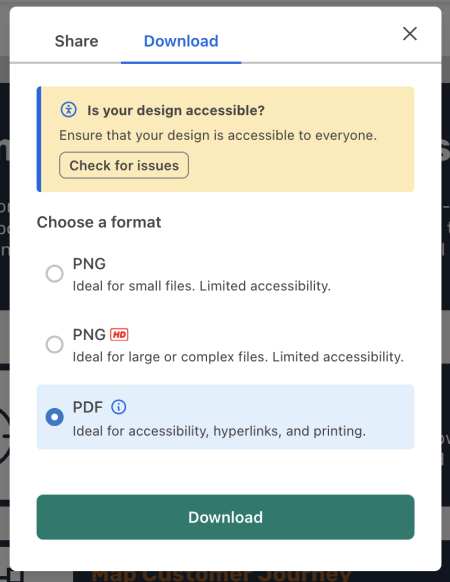 Share
Download
Is your design accessible?
Ensure that your design is accessible to everyone.
Check for issues
Choose a format
PNG
Ideal for small files. Limited accessibility.
PNG HD
Ideal for large or complex files. Limited accessibility.
PDF
Ideal for accessibility, hyperlinks, and printing.
Download
Map Customer Journey